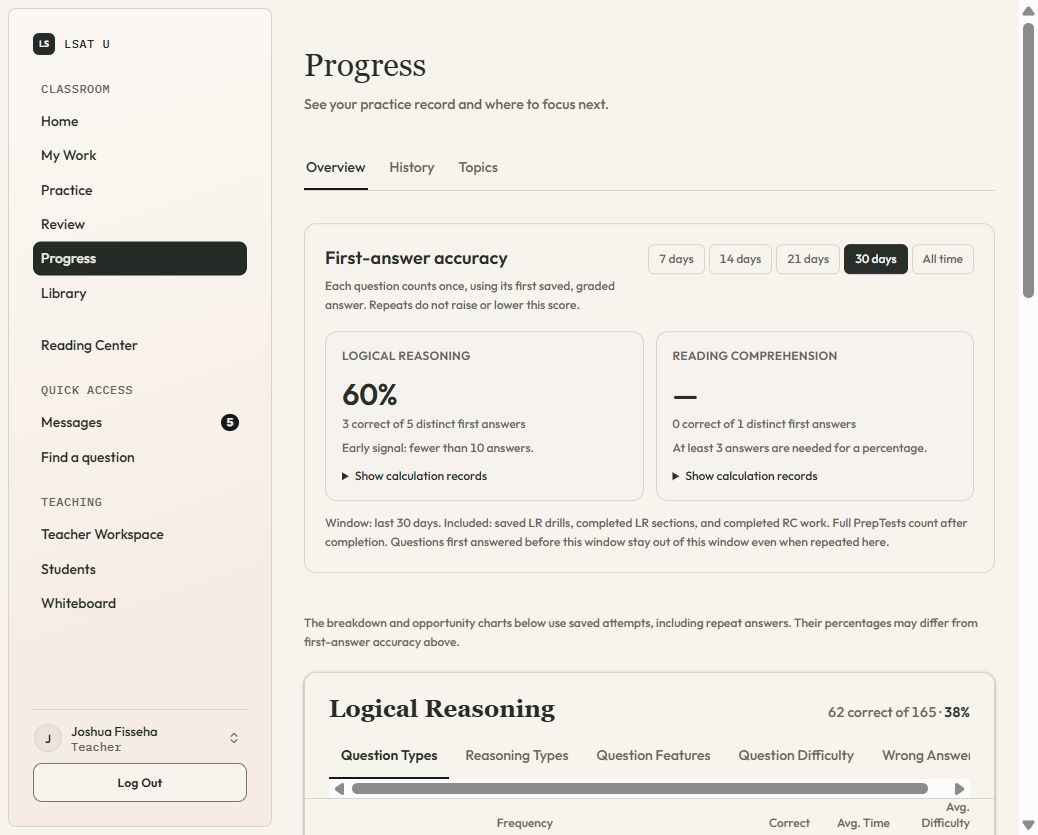 LS LSAT U
CLASSROOM
Home
My Work
Practice
Review
Progress
Library
Reading Center
QUICK ACCESS
Messages 5
Find a question
TEACHING
Teacher Workspace
Students
Whiteboard
J Joshua Fisseha
Teacher
Log Out
Progress
See your practice record and where to focus next.
Overview History Topics
First-answer accuracy
7 days 14 days 21 days 30 days All time
Each question counts once, using its first saved, graded
answer. Repeats do not raise or lower this score.
LOGICAL REASONING
60%
3 correct of 5 distinct first answers
Early signal: fewer than 10 answers.
Show calculation records
READING COMPREHENSION
—
0 correct of 1 distinct first answers
At least 3 answers are needed for a percentage.
Show calculation records
Window: last 30 days. Included: saved LR drills, completed LR sections, and completed RC work. Full PrepTests count after
completion. Questions first answered before this window stay out of this window even when repeated here.
The breakdown and opportunity charts below use saved attempts, including repeat answers. Their percentages may differ from
first-answer accuracy above.
Logical Reasoning
62 correct of 165 · 38%
Question Types Reasoning Types Question Features Question Difficulty Wrong Answer
Frequency Correct Avg. Time Avg.
Difficulty